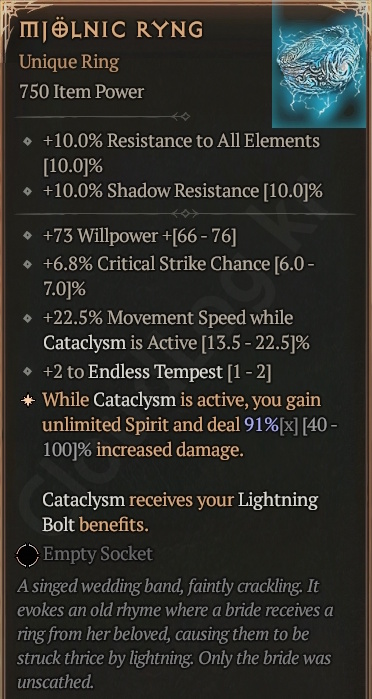 MJÖLNIC RYNG
Unique Ring
750 Item Power
+10.0% Resistance to All Elements
[10.0]%
+10.0% Shadow Resistance [10.0]%
+73 Willpower +[66 - 76]
+6.8% Critical Strike Chance [6.0 -
7.0]%
+22.5% Movement Speed while
Cataclysm is Active [13.5 - 22.5]%
+2 to Endless Tempest [1 - 2]
While Cataclysm is active, you gain
unlimited Spirit and deal 91%[x] [40 -
100]% increased damage.
Cataclysm receives your Lightning
Bolt benefits.
Empty Socket
A singed wedding band, faintly crackling. It
evokes an old rhyme where a bride receives a
ring from her beloved, causing them to be
struck thrice by lightning. Only the bride was
unscathed.